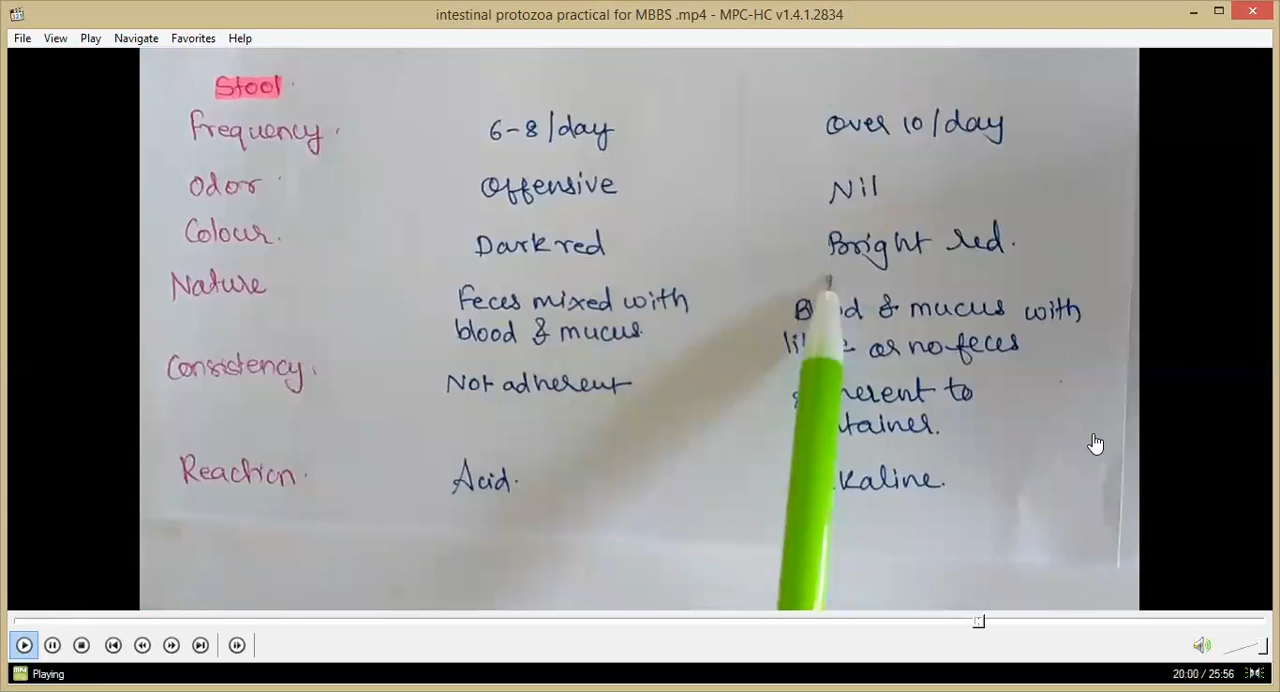 intestinal protozoa practical for MBBS .mp4 - MPC-HC v1.4.1.2834
File View Play Navigate Favorites Help
Stool
Frequency 6-8/day Over 10/day
Odor Offensive Nil
Colour. Dark red Bright red.
Nature Feces mixed with & mucus with
blood & mucus or no feces
Consistency. Not adherent to
Reaction. Acid.
Playing 20:00 / 25:56